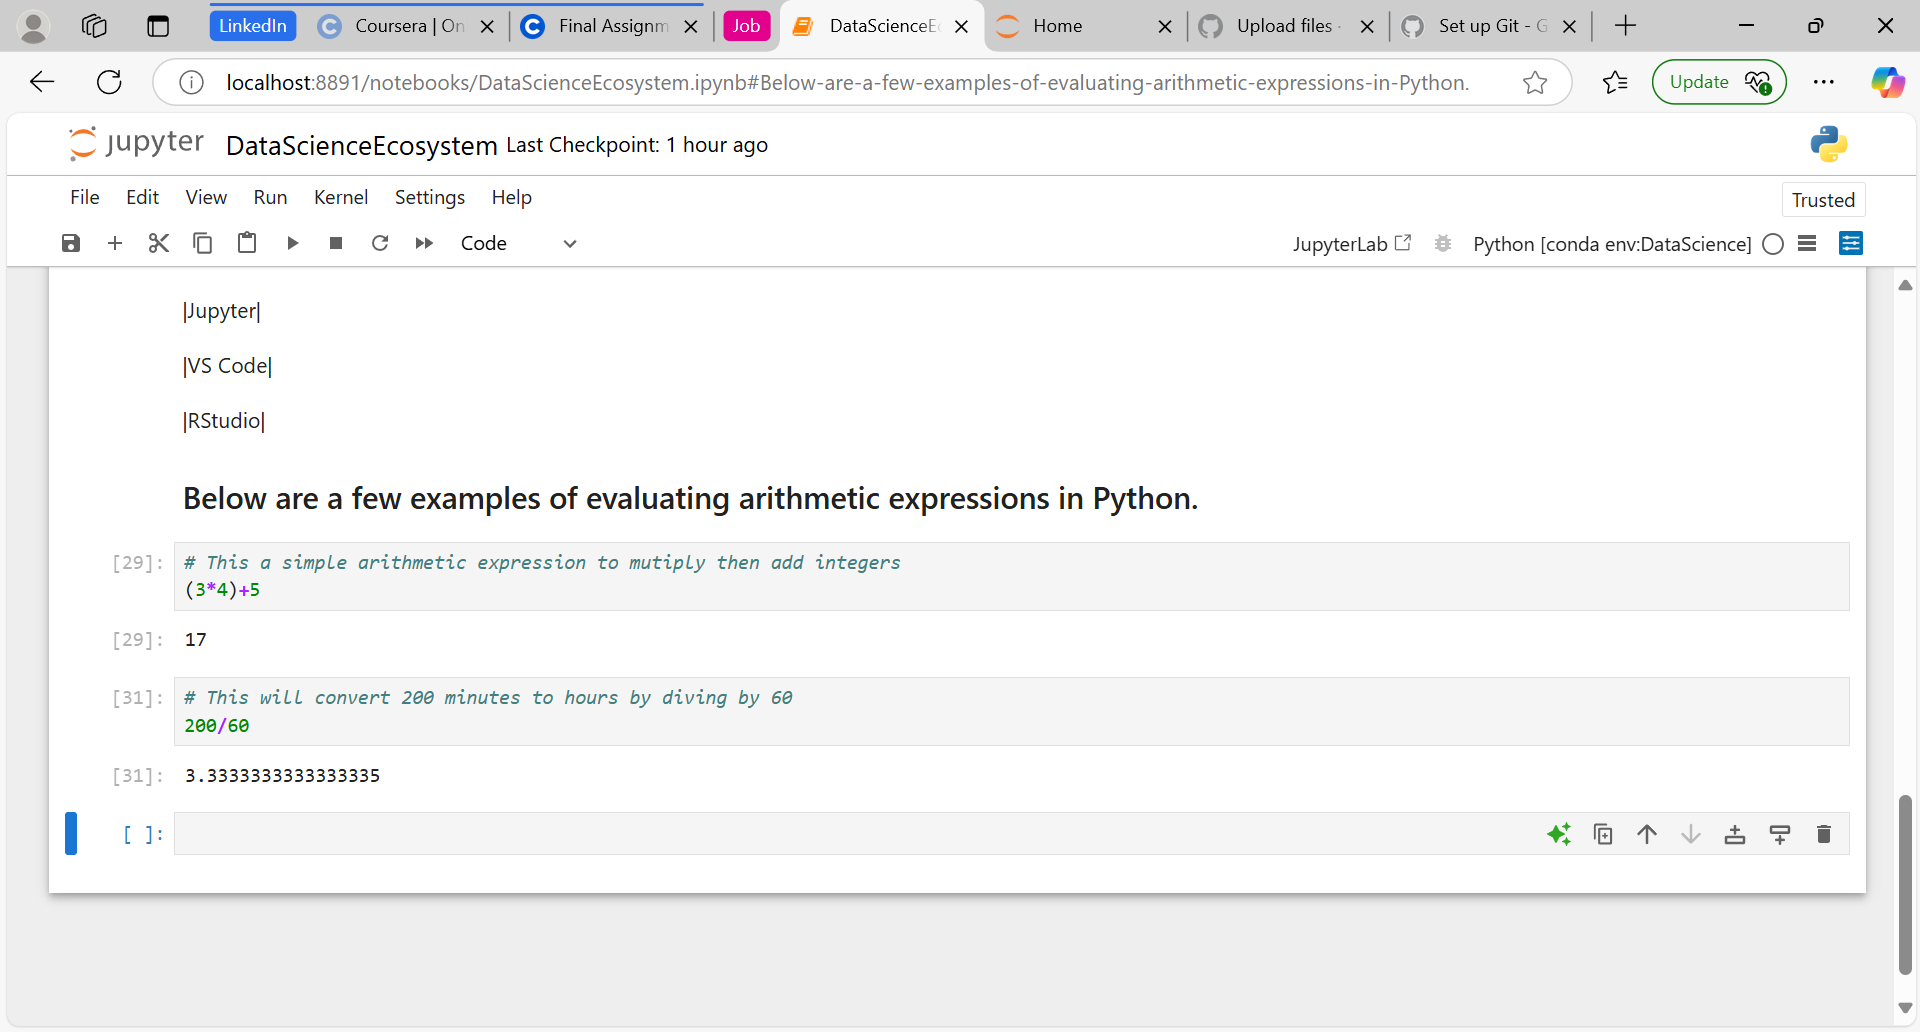 LinkedIn
Coursera | On
Final Assignm
Job
DataScienceE
Home
Upload files ·
Set up Git - G
localhost:8891/notebooks/DataScienceEcosystem.ipynb#Below-are-a-few-examples-of-evaluating-arithmetic-expressions-in-Python.
Update
jupyter DataScienceEcosystem Last Checkpoint: 1 hour ago
File Edit View Run Kernel Settings Help
Trusted
Code
JupyterLab
Python [conda env:DataScience]
|Jupyter|
|VS Code|
|RStudio|
Below are a few examples of evaluating arithmetic expressions in Python.
[29]: # This a simple arithmetic expression to mutiply then add integers
(3*4)+5
[29]: 17
[31]: # This will convert 200 minutes to hours by diving by 60
200/60
[31]: 3.3333333333333335
[ ]: